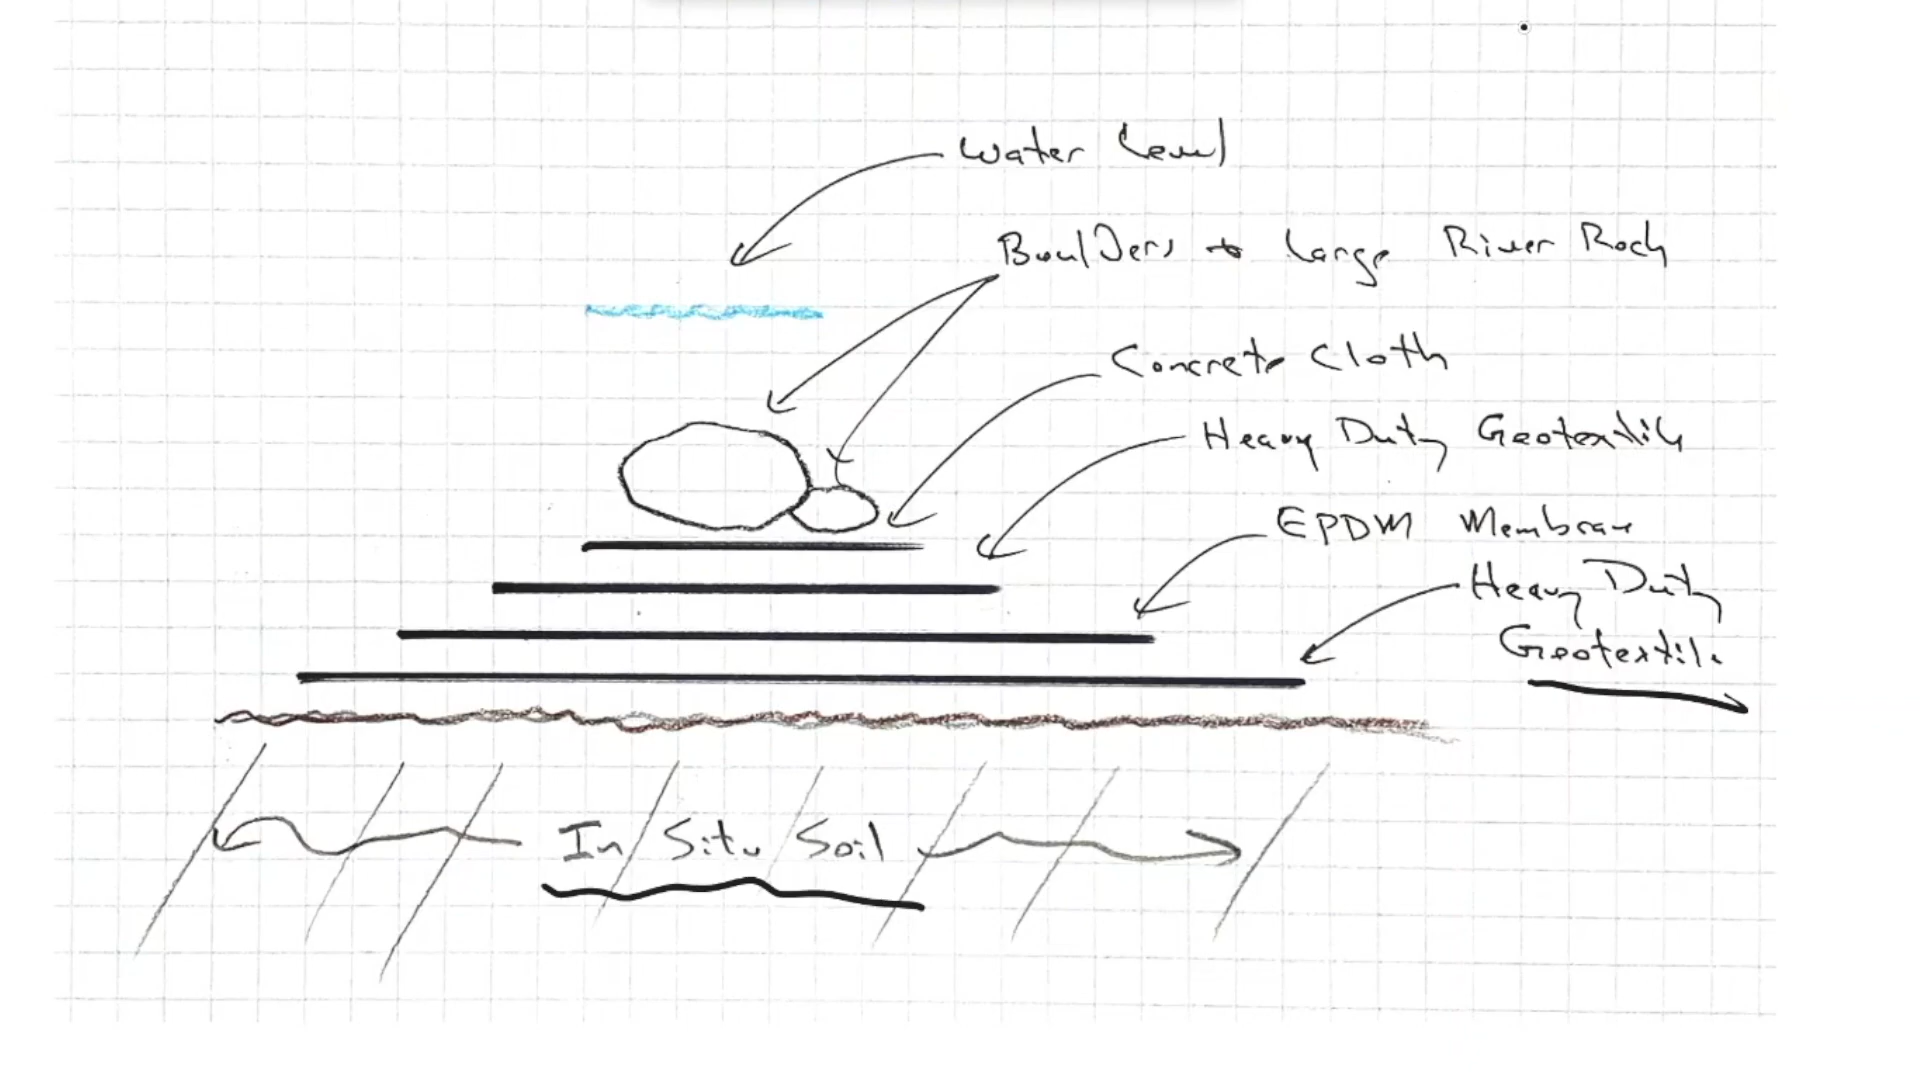 Water Level
Boulders to Large River Rock
Concrete Cloth
Heavy Duty Geotextile
EPDM Membrane
Heavy Duty
Geotextile
In Situ Soil